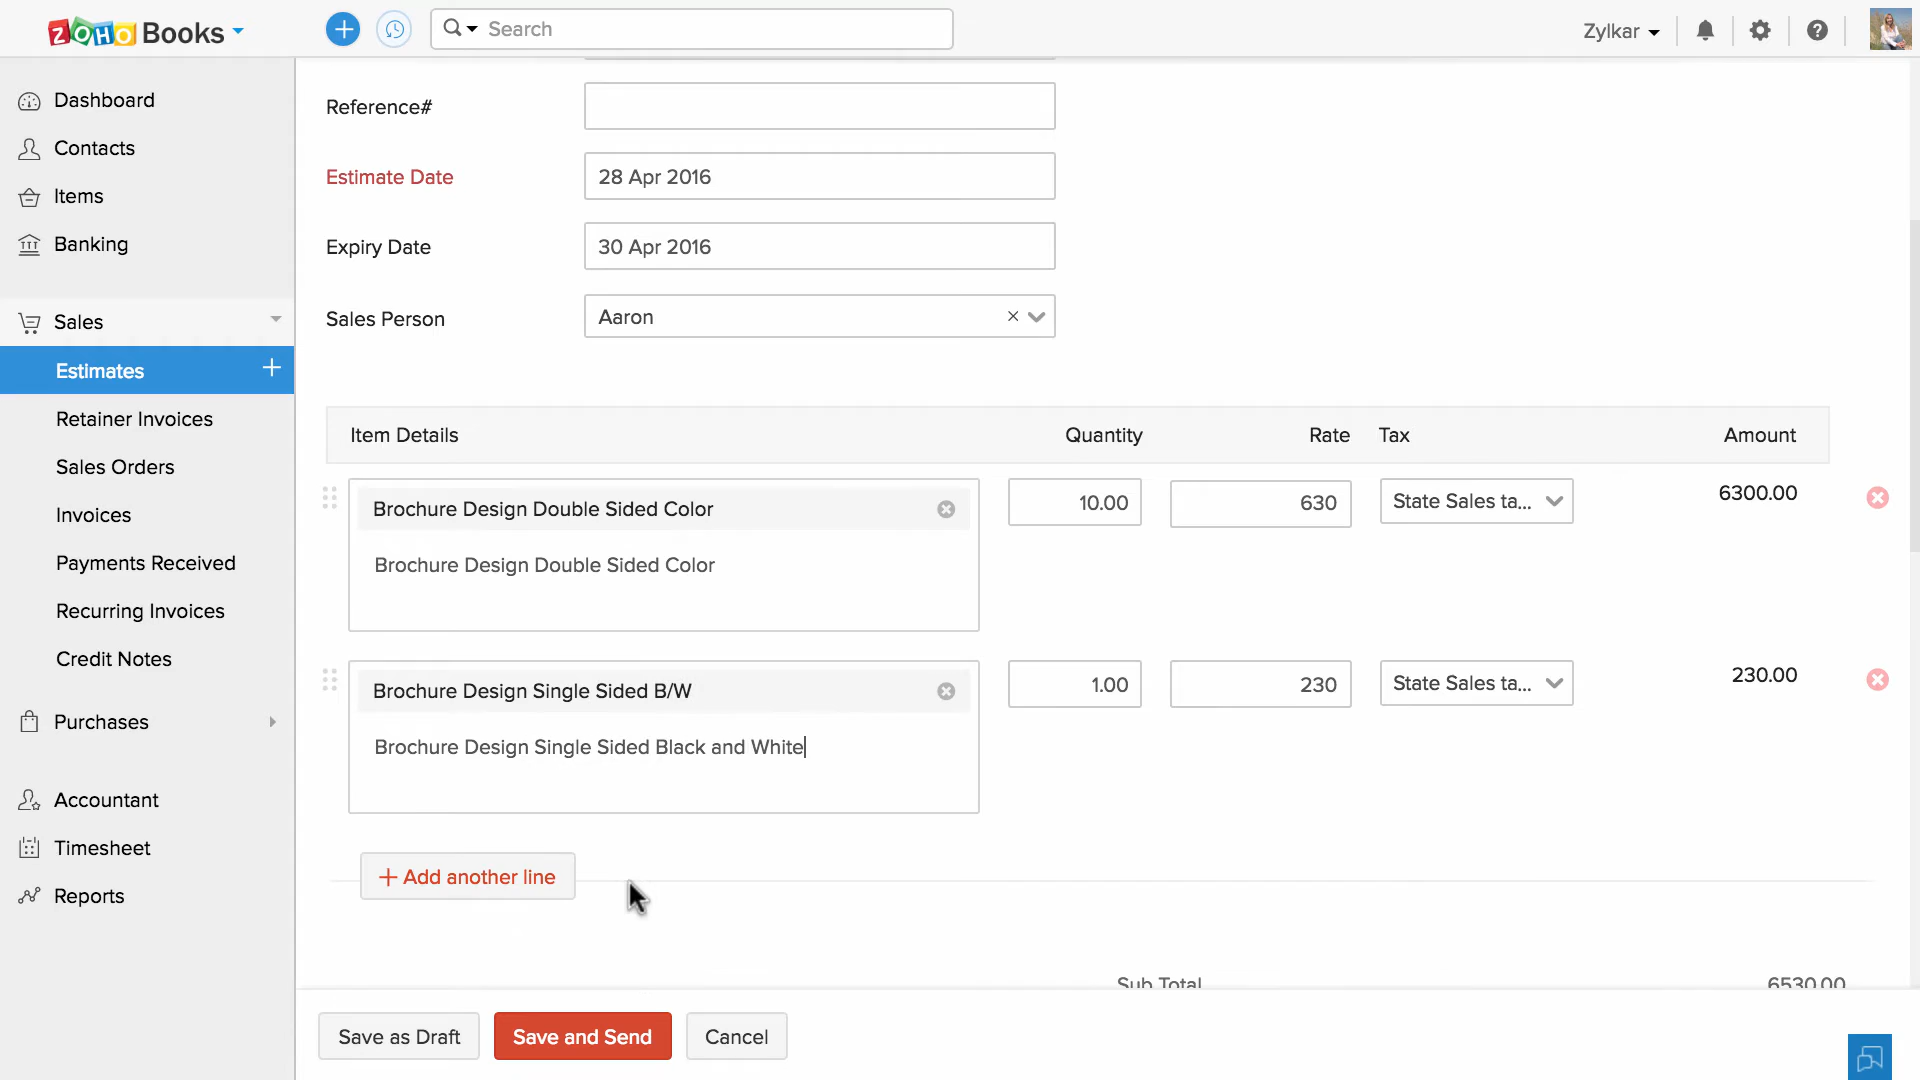 ZOHO Books
Search
Zylkar
Dashboard
Contacts
Items
Banking
Sales
Estimates
Retainer Invoices
Sales Orders
Invoices
Payments Received
Recurring Invoices
Credit Notes
Purchases
Accountant
Timesheet
Reports
Reference#
Estimate Date 28 Apr 2016
Expiry Date 30 Apr 2016
Sales Person Aaron
Item Details Quantity Rate Tax Amount
Brochure Design Double Sided Color 10.00 630 State Sales ta... 6300.00
Brochure Design Double Sided Color
Brochure Design Single Sided B/W 1.00 230 State Sales ta... 230.00
Brochure Design Single Sided Black and White
+ Add another line
Sub Total 6530.00
Save as Draft Save and Send Cancel